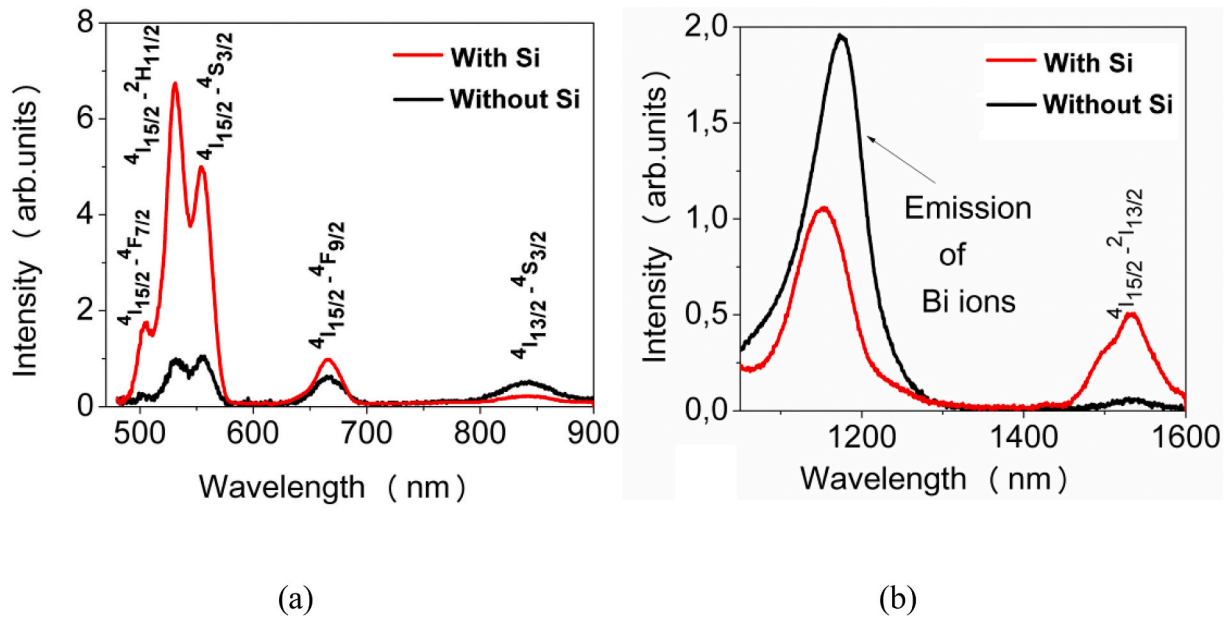 8
6
4
2
0
Intensity ( arb.units)
With Si
Without Si
⁴I₁₅/₂ - ⁴F₇/₂
⁴I₁₅/₂ - ²H₁₁/₂
⁴I₁₅/₂ - ⁴S₃/₂
⁴I₁₅/₂ - ⁴F₉/₂
⁴I₁₃/₂ - ⁴S₃/₂
500 600 700 800 900
Wavelength ( nm)
(a)
2,0
1,5
1,0
0,5
0,0
Intensity (arb.units)
With Si
Without Si
Emission
of
Bi ions
⁴I₁₅/₂ - ²I₁₃/₂
1200 1400 1600
Wavelength ( nm)
(b)